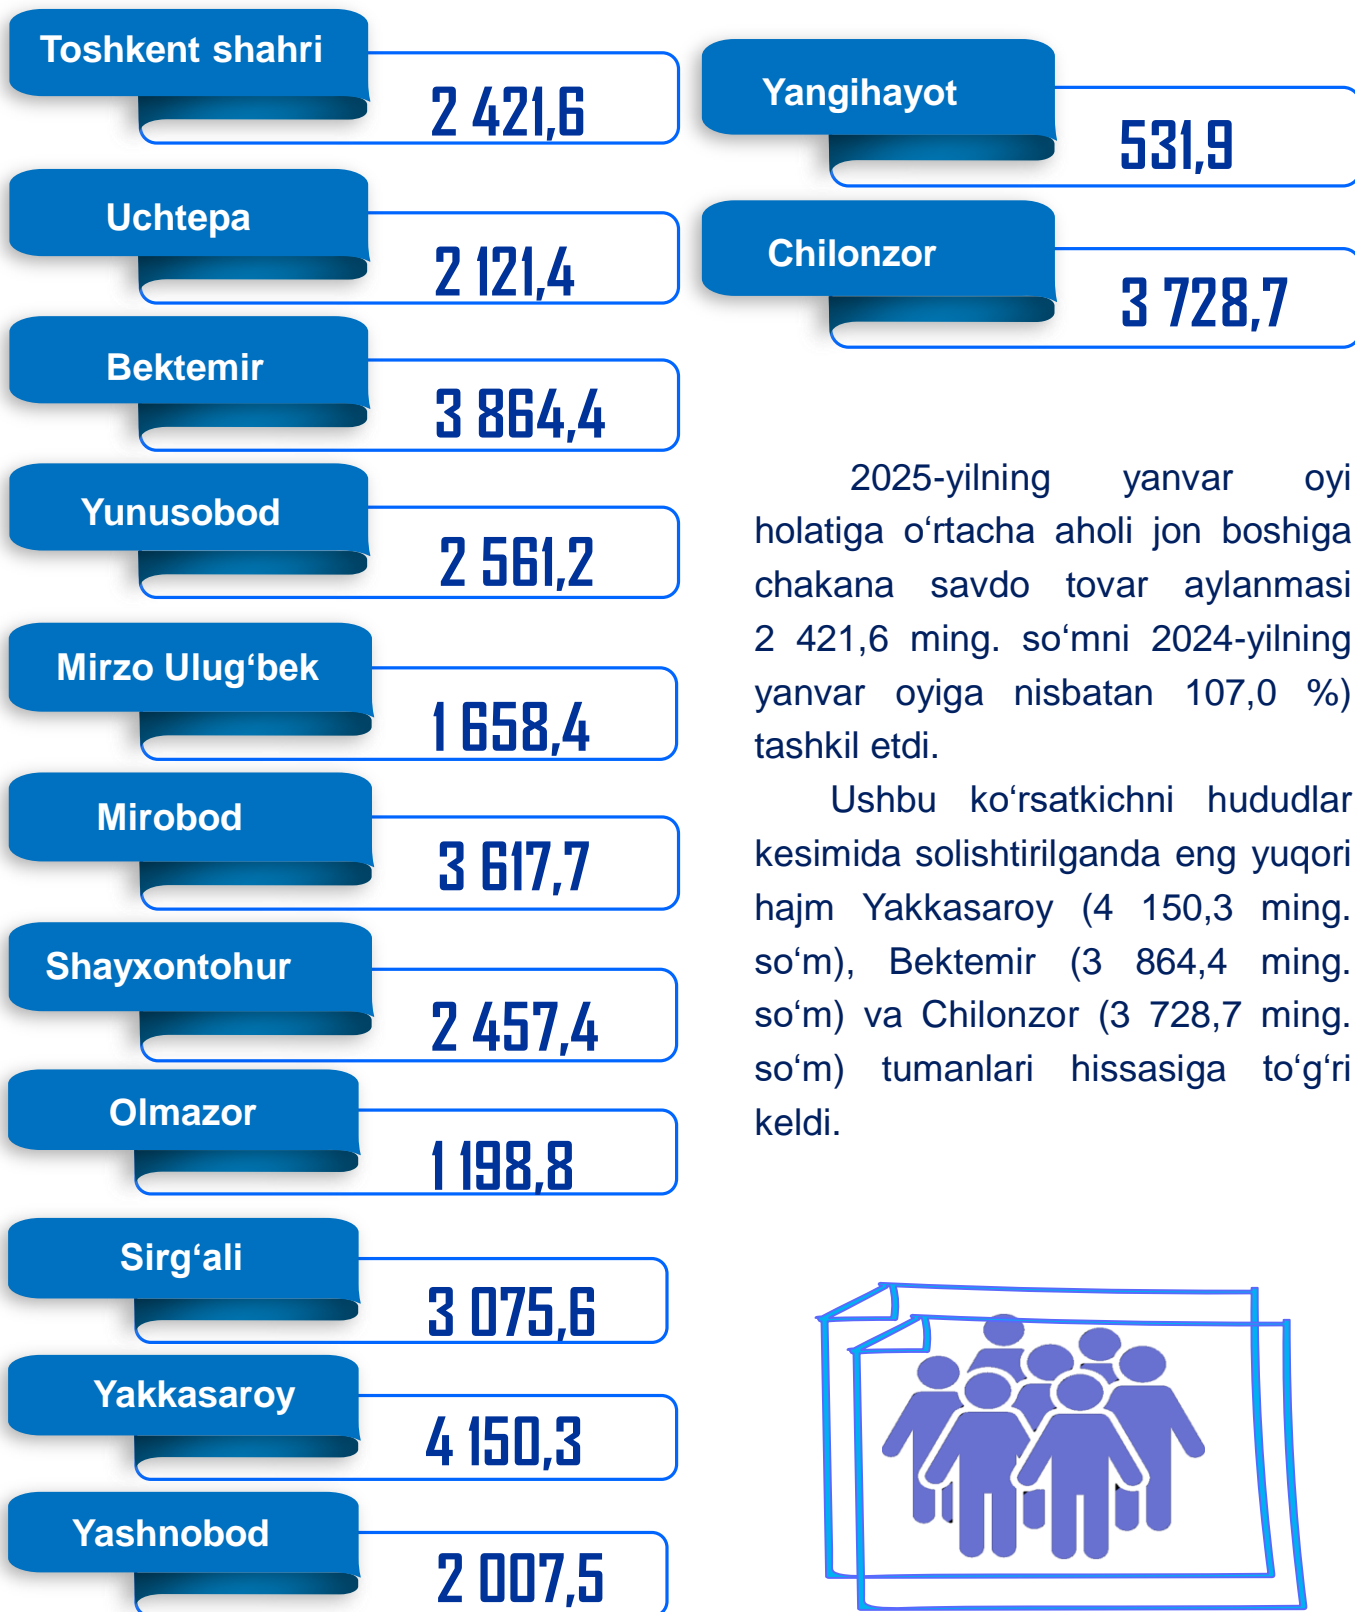 Toshkent shahri
2 421,6
Uchtepa
2 121,4
Bektemir
3 864,4
Yunusobod
2 561,2
Mirzo Ulug‘bek
1 658,4
Mirobod
3 617,7
Shayxontohur
2 457,4
Olmazor
1 198,8
Sirg‘ali
3 075,6
Yakkasaroy
4 150,3
Yashnobod
2 007,5
Yangihayot
531,9
Chilonzor
3 728,7
2025-yilning yanvar oyi
holatiga o‘rtacha aholi jon boshiga
chakana savdo tovar aylanmasi
2 421,6 ming. so‘mni 2024-yilning
yanvar oyiga nisbatan 107,0 %)
tashkil etdi.
Ushbu ko‘rsatkichni hududlar
kesimida solishtirilganda eng yuqori
hajm Yakkasaroy (4 150,3 ming.
so‘m), Bektemir (3 864,4 ming.
so‘m) va Chilonzor (3 728,7 ming.
so‘m) tumanlari hissasiga to‘g‘ri
keldi.